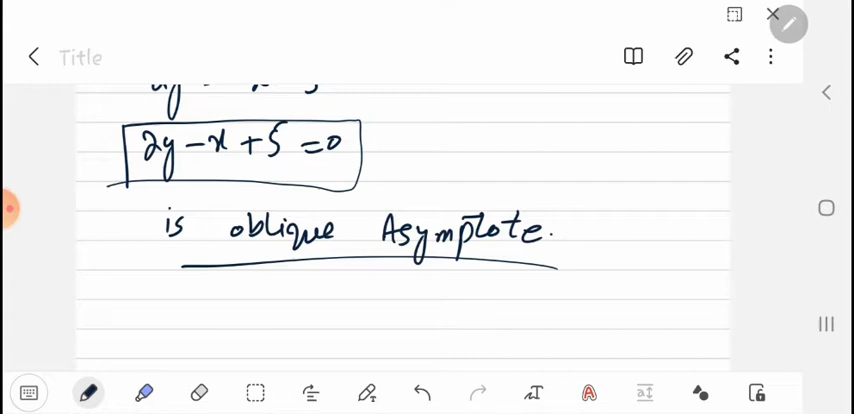 Title
2y - x + 5 = 0
is oblique Asymptote.